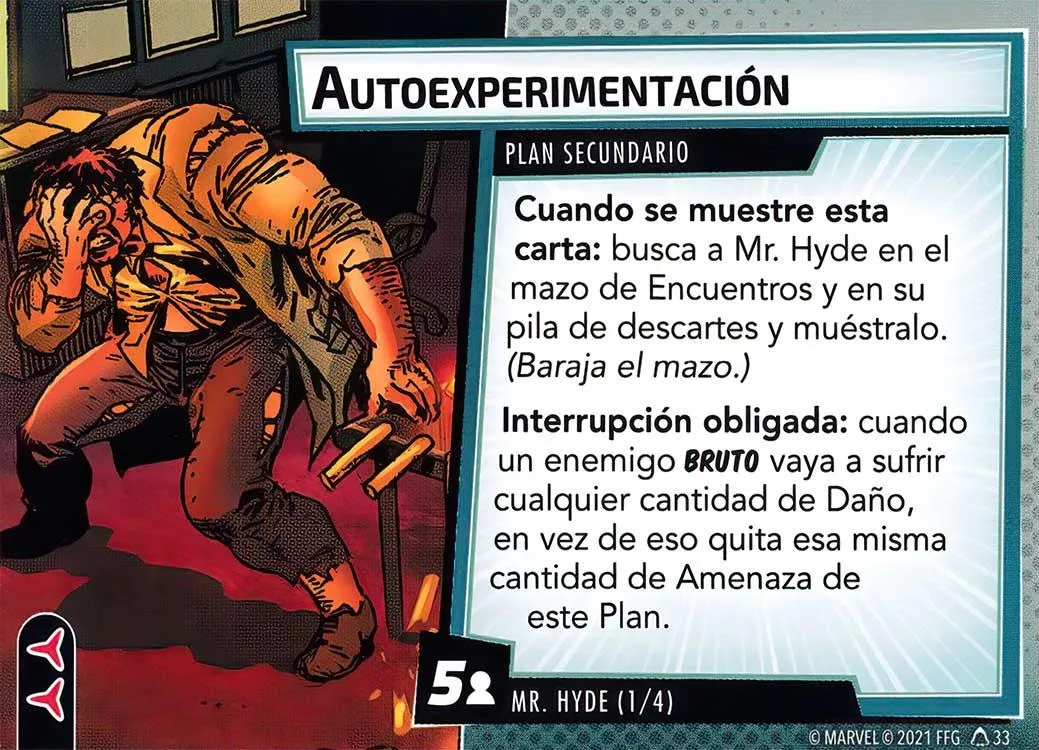 AUTOEXPERIMENTACIÓN
PLAN SECUNDARIO
Cuando se muestre esta
carta: busca a Mr. Hyde en el
mazo de Encuentros y en su
pila de descartes y muéstralo.
(Baraja el mazo.)
Interrupción obligada: cuando
un enemigo BRUTO vaya a sufrir
cualquier cantidad de Daño,
en vez de eso quita esa misma
cantidad de Amenaza de
este Plan.
5
MR. HYDE (1/4)
© MARVEL © 2021 FFG 33